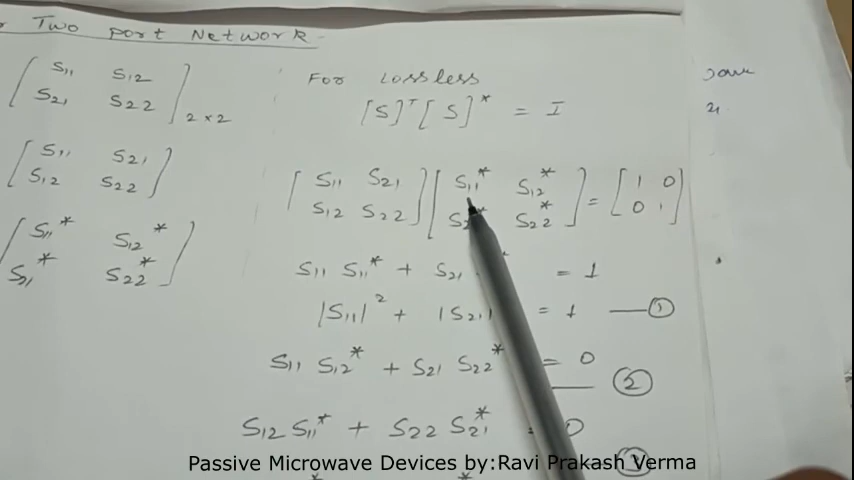 Two port Network
[ S11 S12
S21 S22 ] 2×2
[ S11 S21
S12 S22 ]
[ S11* S12*
S21* S22* ]
For Lossless
[S]ᵀ [S]* = I
[ S11 S21 [ S11* S12* = [ 1 0
S12 S22 ] S22* ] 0 1 ]
S11 S11* + S21 = 1
|S11|² + |S21| = 1 — ①
S11 S12* + S21 S22* = 0
— ②
S12 S11* + S22 S21* = 0
Passive Microwave Devices by:Ravi Prakash Verma